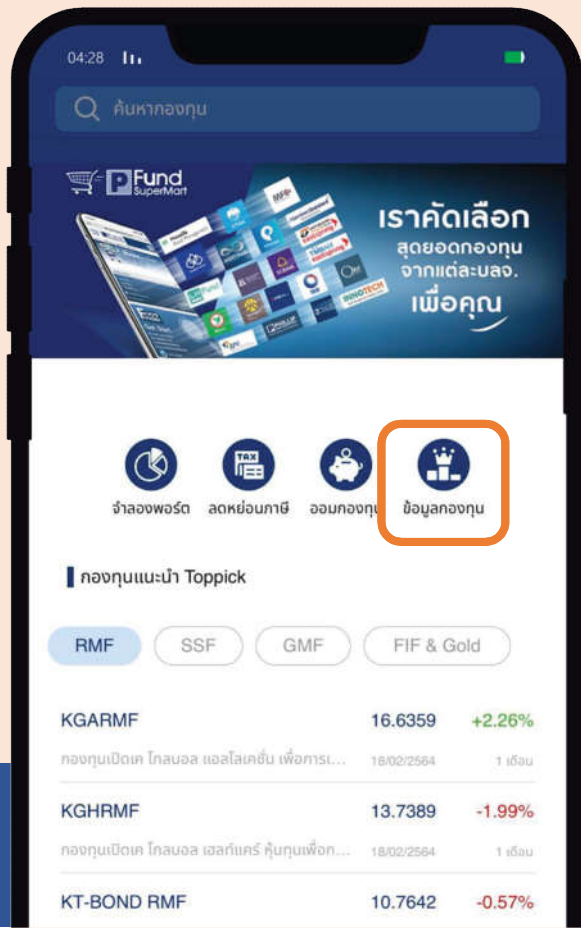 04:28
ค้นหากองทุน
P Fund
SuperMart
เราคัดเลือก
สุดยอดกองทุน
จากแต่ละบลจ.
เพื่อคุณ
TAX
จำลองพอร์ต ลดหย่อนภาษี ออมกองทุน ข้อมูลกองทุน
กองทุนแนะนำ Toppick
RMF SSF GMF FIF & Gold
KGARMF 16.6359 +2.26%
กองทุนเปิดเค โกลบอล แอลโลเคชั่น เพื่อการเ... 18/02/2564 1 เดือน
KGHRMF 13.7389 -1.99%
กองทุนเปิดเค โกลบอล เฮลท์แคร์ หุ้นทุนเพื่อก... 18/02/2564 1 เดือน
KT-BOND RMF 10.7642 -0.57%